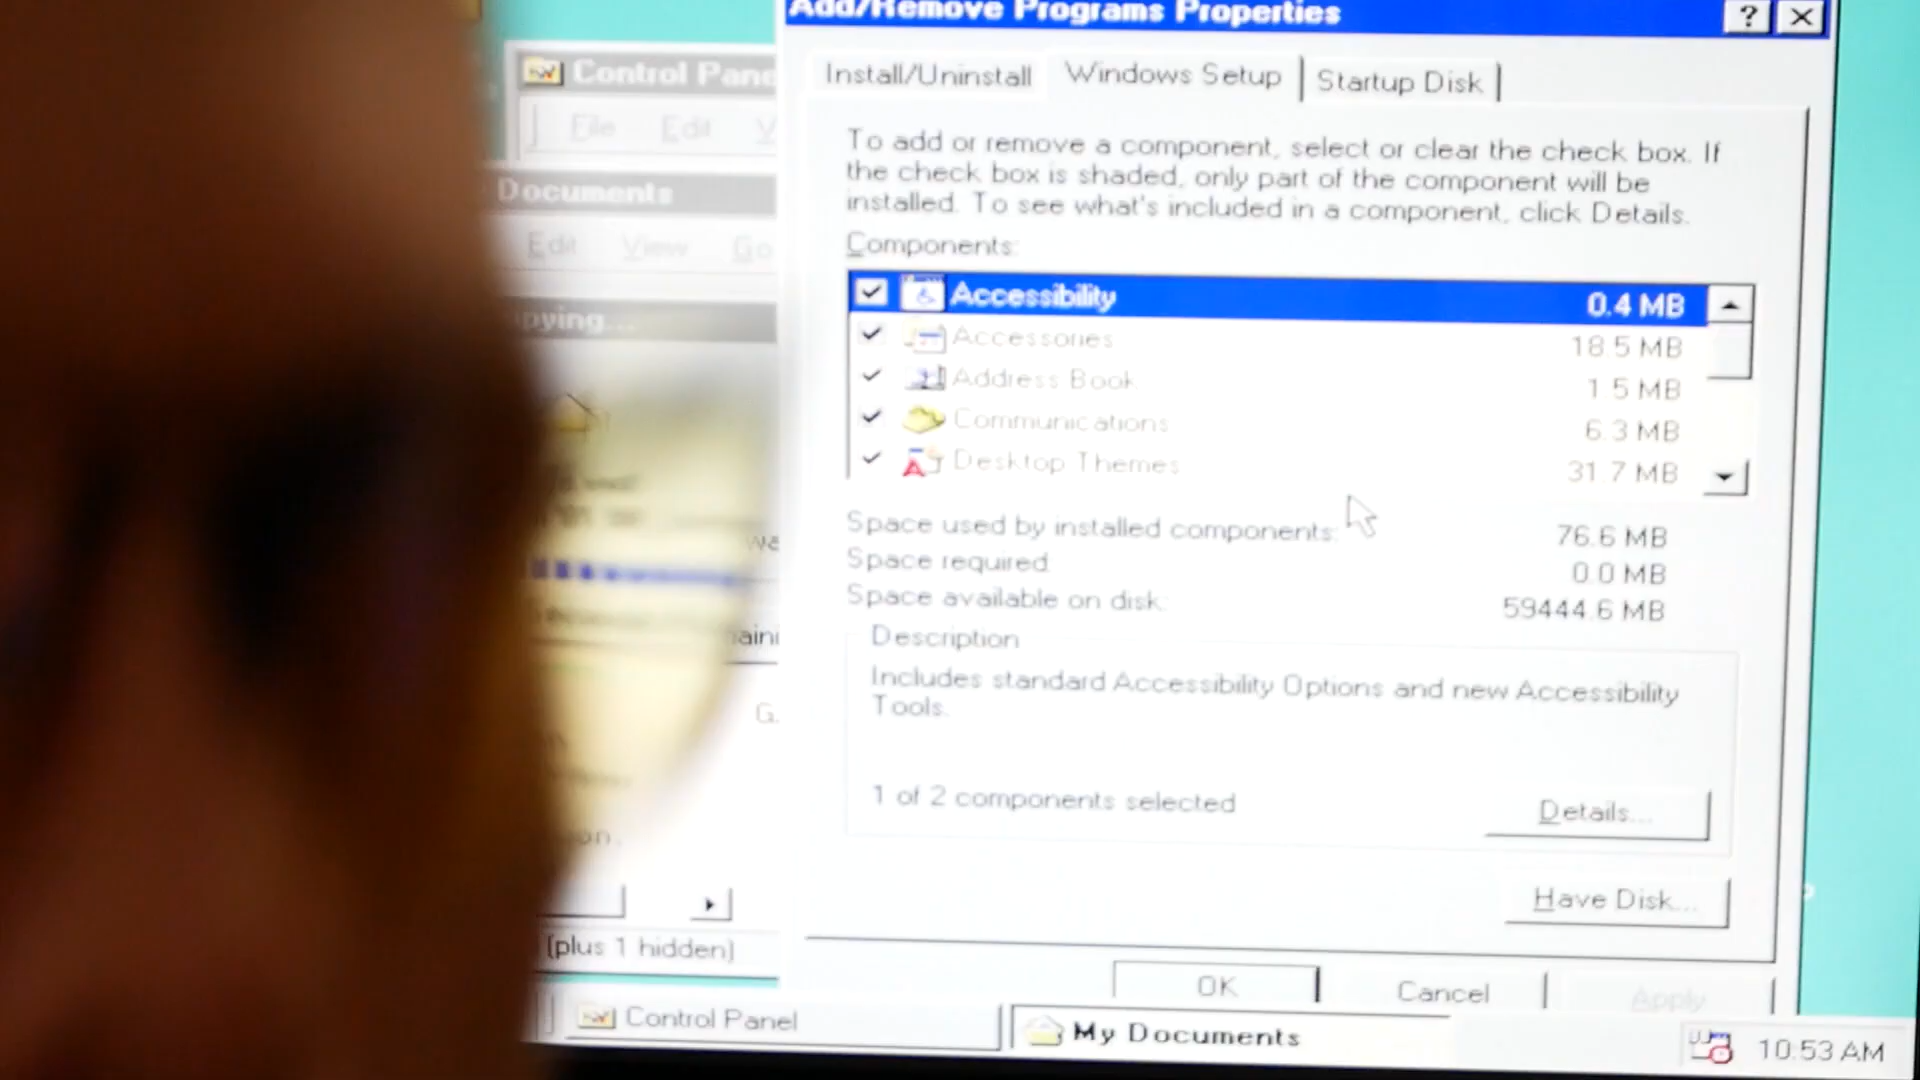 Add/Remove Programs Properties
Control Pane
Install/Uninstall
Windows Setup
Startup Disk
File Edit V
To add or remove a component, select or clear the check box. If
the check box is shaded, only part of the component will be
installed. To see what's included in a component, click Details.
Documents
Edit View Go
Components:
Accessibility 0.4 MB
Accessories 18.5 MB
Address Book 1.5 MB
Communications 6.3 MB
Desktop Themes 31.7 MB
pying...
Space used by installed components: 76.6 MB
Space required 0.0 MB
Space available on disk: 59444.6 MB
Description
Includes standard Accessibility Options and new Accessibility
Tools.
1 of 2 components selected
Details...
Have Disk...
(plus 1 hidden)
OK
Cancel
Apply
Control Panel
My Documents
10:53 AM